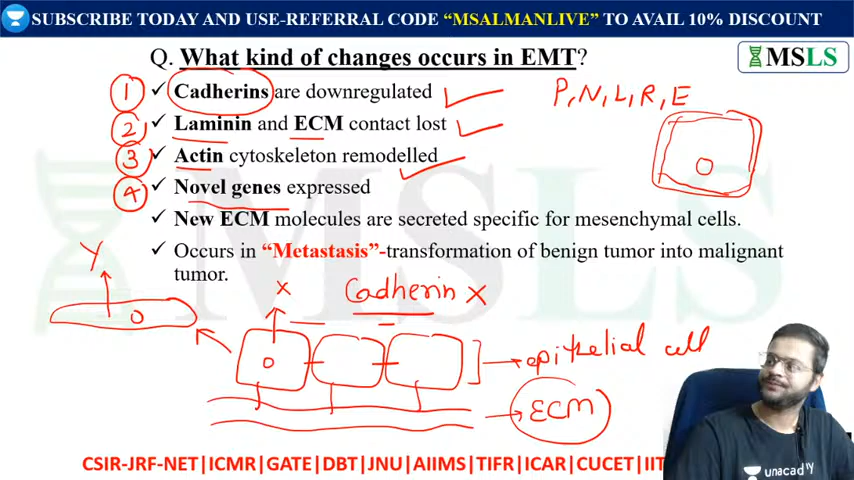 SUBSCRIBE TODAY AND USE-REFERRAL CODE “MSALMANLIVE” TO AVAIL 10% DISCOUNT
Q. What kind of changes occurs in EMT?
MSLS
1 ✓ Cadherins are downregulated
P, N, L, R, E
2 ✓ Laminin and ECM contact lost
3 ✓ Actin cytoskeleton remodelled
4 ✓ Novel genes expressed
✓ New ECM molecules are secreted specific for mesenchymal cells.
✓ Occurs in “Metastasis”-transformation of benign tumor into malignant
tumor.
Y
X
Cadherin X
epithelial cell
ECM
MSLS
CSIR-JRF-NET|ICMR|GATE|DBT|JNU|AIIMS|TIFR|ICAR|CUCET|IIT
unacademy